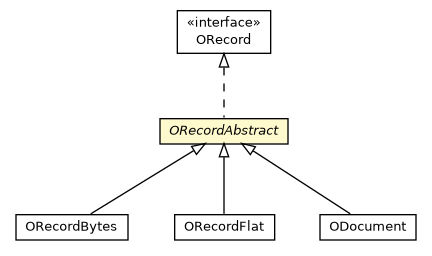 «interface»
ORecord
ORecordAbstract
ORecordBytes
ORecordFlat
ODocument